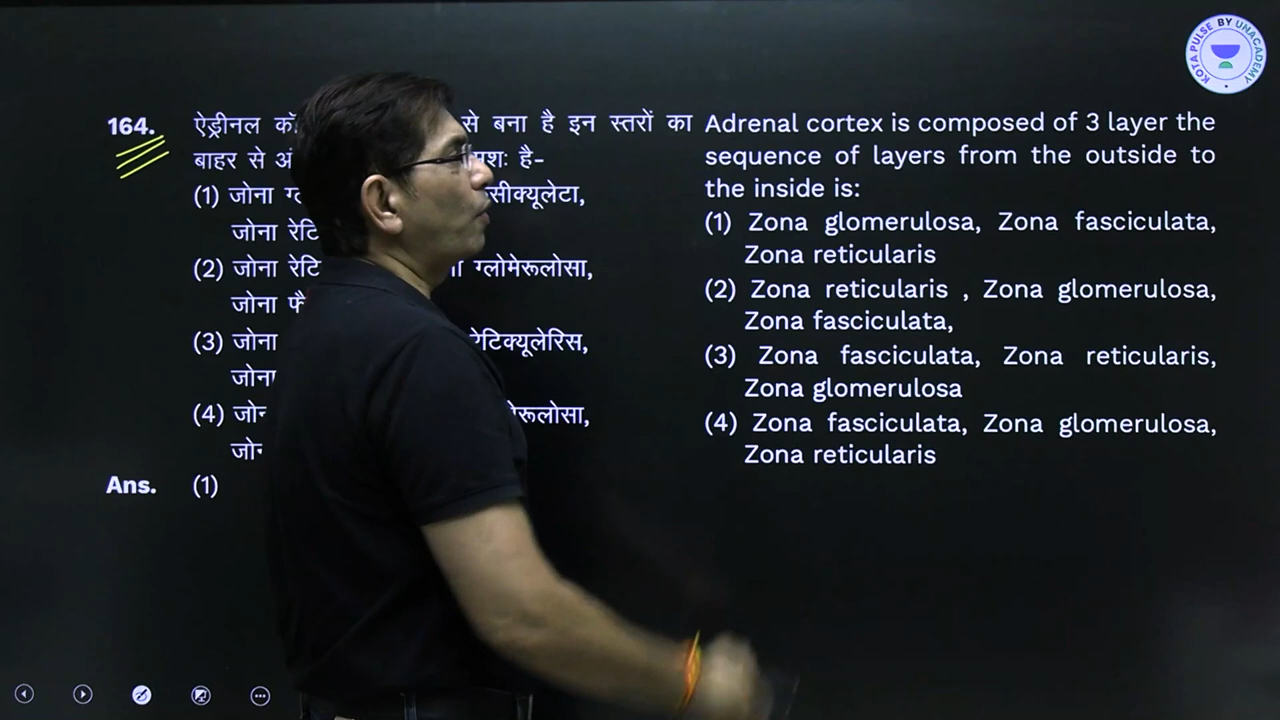 KOTA PULSE BY UNACADEMY
164. ऐड्रीनल से बना है इन स्तरों का
बाहर से है-
(1) जोना
जोना
(2) जोना ग्लोमेरूलोसा,
जोना
(3) जोना
जोना
(4)
Ans. (1)
Adrenal cortex is composed of 3 layer the
sequence of layers from the outside to
the inside is:
(1) Zona glomerulosa, Zona fasciculata,
Zona reticularis
(2) Zona reticularis , Zona glomerulosa,
Zona fasciculata,
(3) Zona fasciculata, Zona reticularis,
Zona glomerulosa
(4) Zona fasciculata, Zona glomerulosa,
Zona reticularis